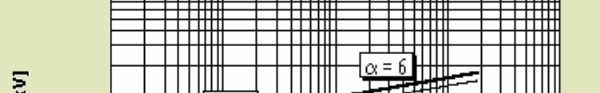 α = 6